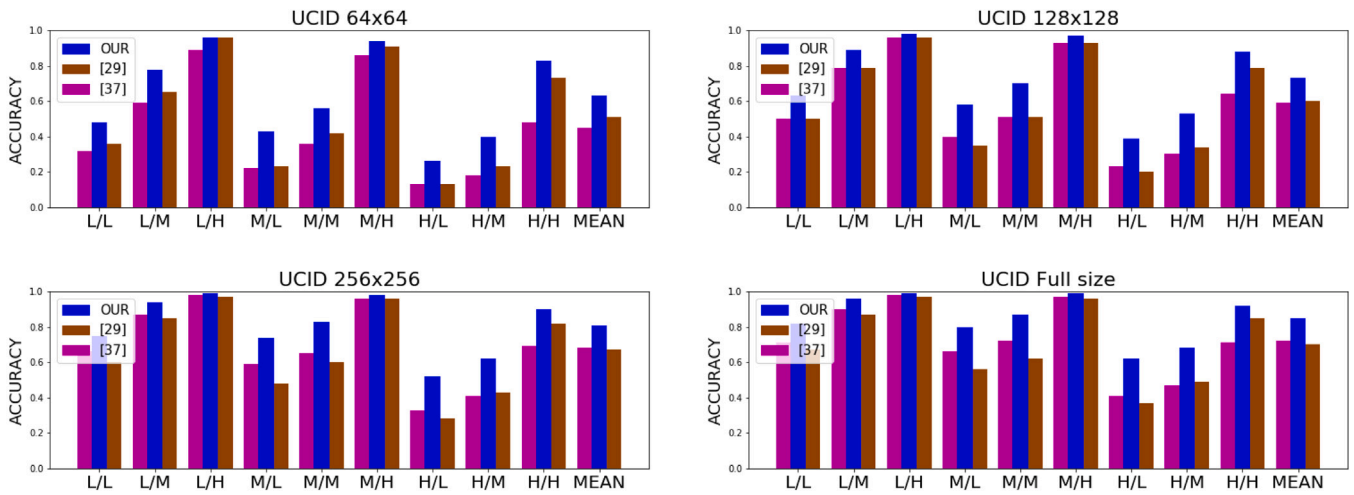 UCID 64x64
ACCURACY
1.0
0.8
0.6
0.4
0.2
0.0
OUR
[29]
[37]
L/L L/M L/H M/L M/M M/H H/L H/M H/H MEAN
UCID 128x128
ACCURACY
1.0
0.8
0.6
0.4
0.2
0.0
OUR
[29]
[37]
L/L L/M L/H M/L M/M M/H H/L H/M H/H MEAN
UCID 256x256
ACCURACY
1.0
0.8
0.6
0.4
0.2
0.0
OUR
[29]
[37]
L/L L/M L/H M/L M/M M/H H/L H/M H/H MEAN
UCID Full size
ACCURACY
1.0
0.8
0.6
0.4
0.2
0.0
OUR
[29]
[37]
L/L L/M L/H M/L M/M M/H H/L H/M H/H MEAN